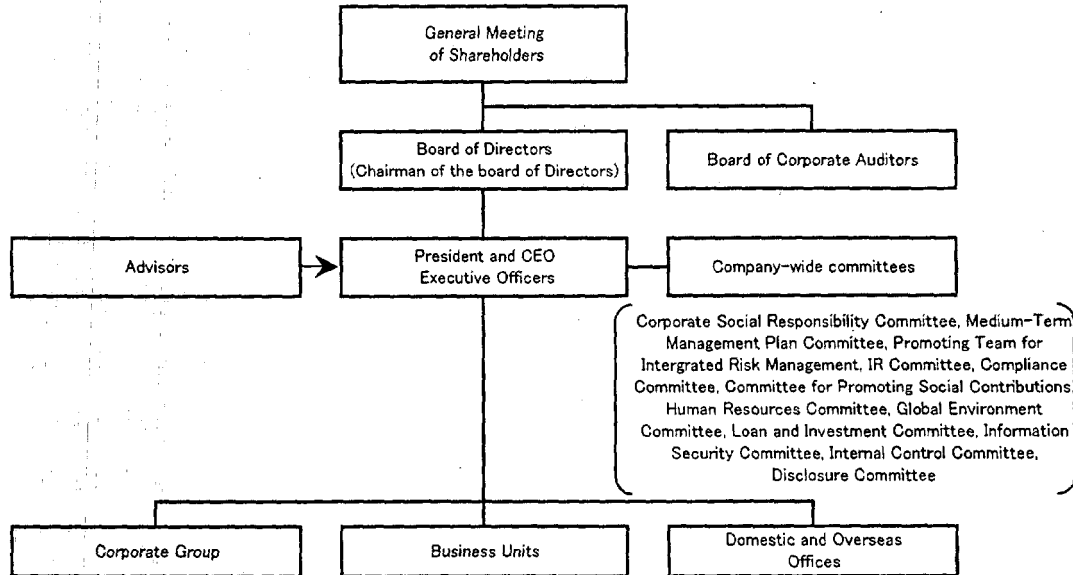 General Meeting
of Shareholders
Board of Directors
(Chairman of the board of Directors)
Board of Corporate Auditors
Advisors
President and CEO
Executive Officers
Company-wide committees
Corporate Social Responsibility Committee, Medium-Term
Management Plan Committee, Promoting Team for
Intergrated Risk Management, IR Committee, Compliance
Committee, Committee for Promoting Social Contributions,
Human Resources Committee, Global Environment
Committee, Loan and Investment Committee, Information
Security Committee, Internal Control Committee,
Disclosure Committee
Corporate Group
Business Units
Domestic and Overseas
Offices